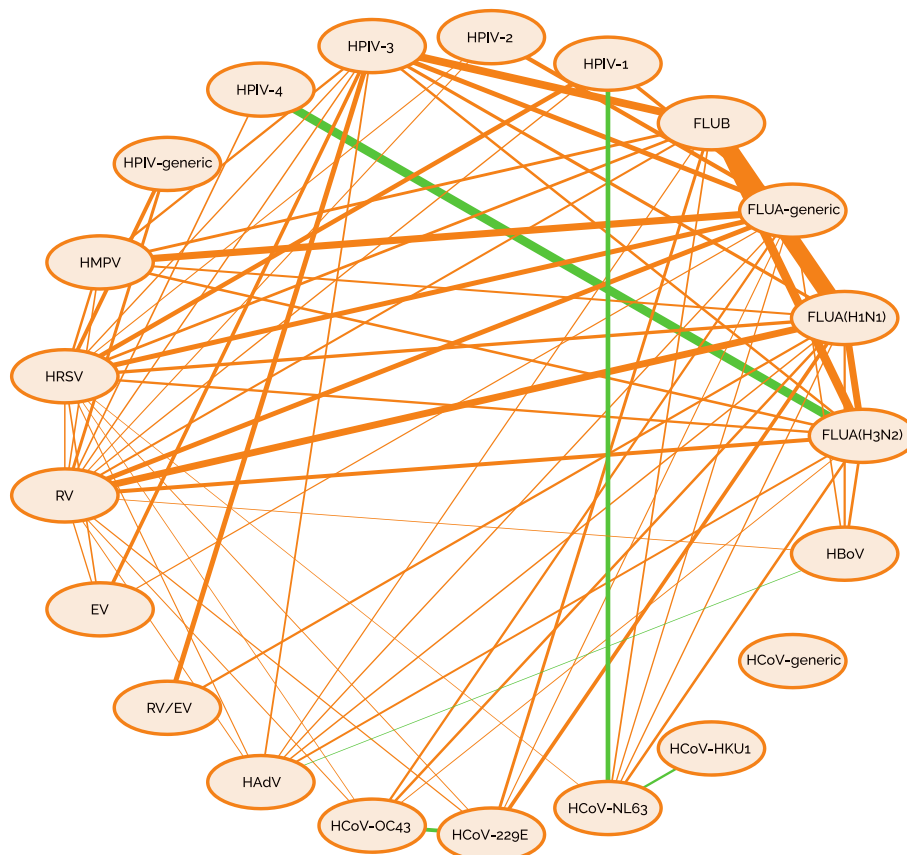 HPIV-2
HPIV-3
HPIV-1
HPIV-4
FLUB
HPIV-generic
FLUA-generic
HMPV
FLUA(H1N1)
HRSV
FLUA(H3N2)
RV
HBoV
EV
HCoV-generic
RV/EV
HCoV-HKU1
HAdV
HCoV-NL63
HCoV-OC43
HCoV-229E